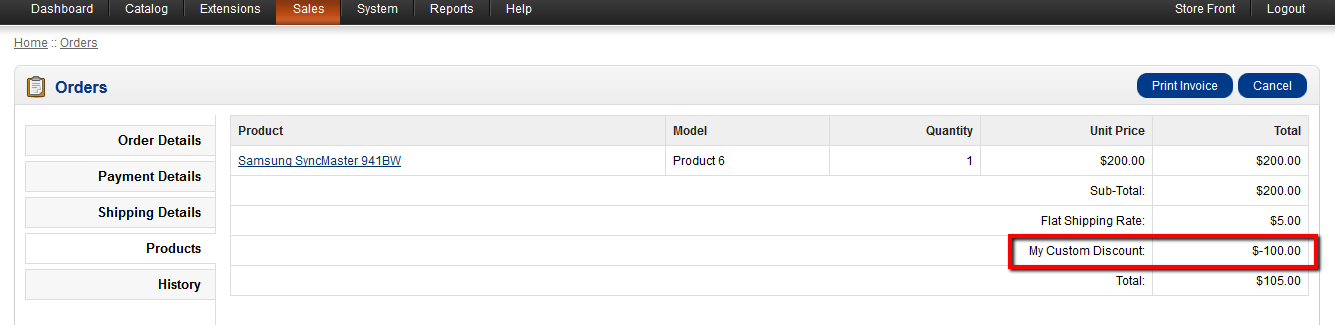 Dashboard Catalog Extensions Sales System Reports Help Store Front Logout
Home :: Orders
Orders Print Invoice Cancel
Order Details
Payment Details
Shipping Details
Products
History
Product Model Quantity Unit Price Total
Samsung SyncMaster 941BW Product 6 1 $200.00 $200.00
Sub-Total: $200.00
Flat Shipping Rate: $5.00
My Custom Discount: $-100.00
Total: $105.00